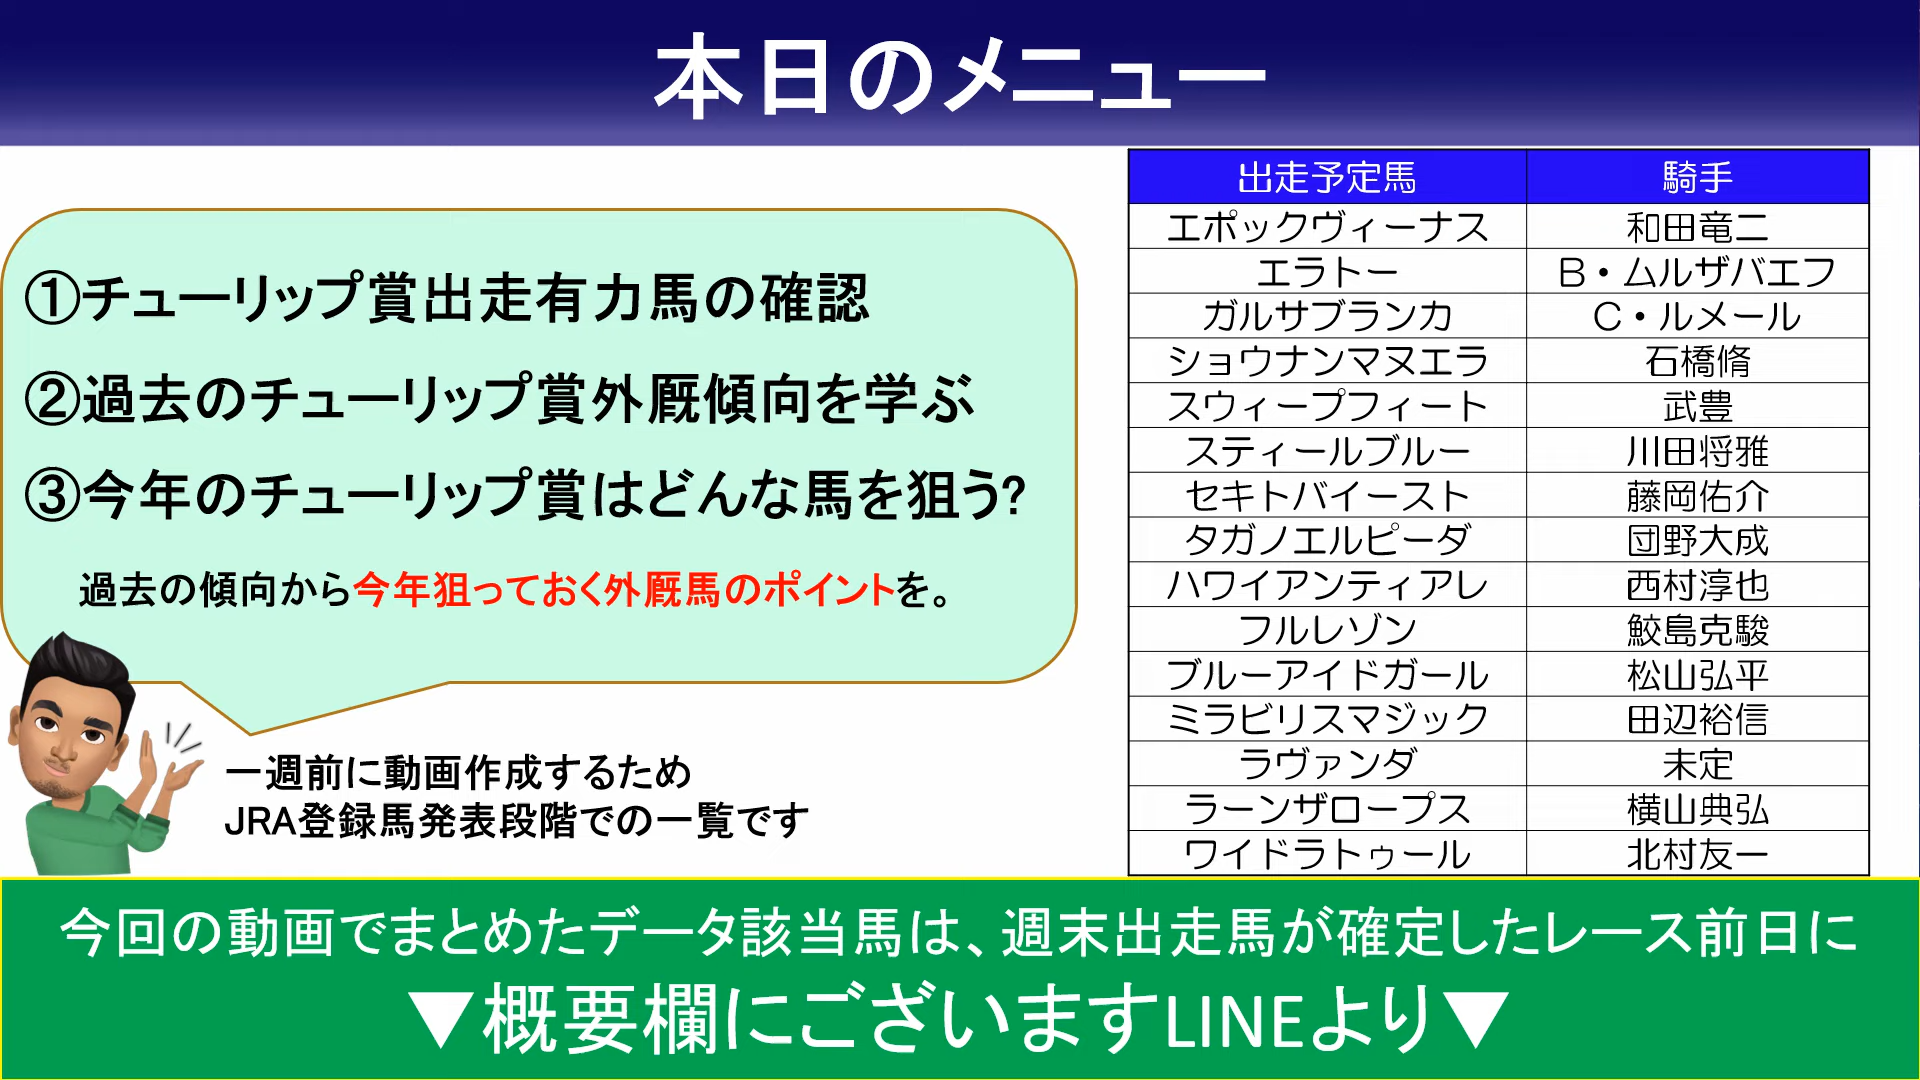 本日のメニュー
①チューリップ賞出走有力馬の確認
②過去のチューリップ賞外厩傾向を学ぶ
③今年のチューリップ賞はどんな馬を狙う?
過去の傾向から今年狙っておく外厩馬のポイントを。
一週前に動画作成するため
JRA登録馬発表段階での一覧です
出走予定馬 騎手
エポックヴィーナス 和田竜二
エラトー B・ムルザバエフ
ガルサブランカ C・ルメール
ショウナンマヌエラ 石橋脩
スウィープフィート 武豊
スティールブルー 川田将雅
セキトバイースト 藤岡佑介
タガノエルピーダ 団野大成
ハワイアンティアレ 西村淳也
フルレゾン 鮫島克駿
ブルーアイドガール 松山弘平
ミラビリスマジック 田辺裕信
ラヴァンダ 未定
ラーンザロープス 横山典弘
ワイドラトゥール 北村友一
今回の動画でまとめたデータ該当馬は、週末出走馬が確定したレース前日に
▼概要欄にございますLINEより▼